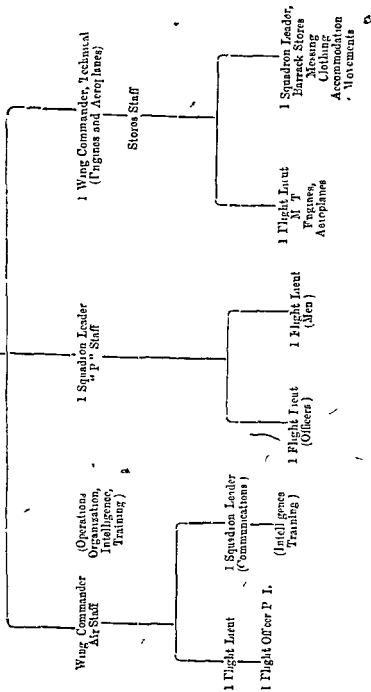 Wing Commander
Air Staff
(Operations
Organization,
Intelligence,
Training)
1 Squadron Leader
"P" Staff
1 Wing Commander, Technical
(Engines and Aeroplanes)
Stores Staff
1 Flight Lieut
1 Flight Officer P I.
1 Squadron Leader
(Communications)
(Intelligence
Training)
1 Flight Lieut
(Officers)
1 Flight Lieut
(Men)
1 Flight Lieut
M T
Engines,
Aeroplanes
1 Squadron Leader,
Barrack Stores
Messing
Clothing
Accommodation
Movements